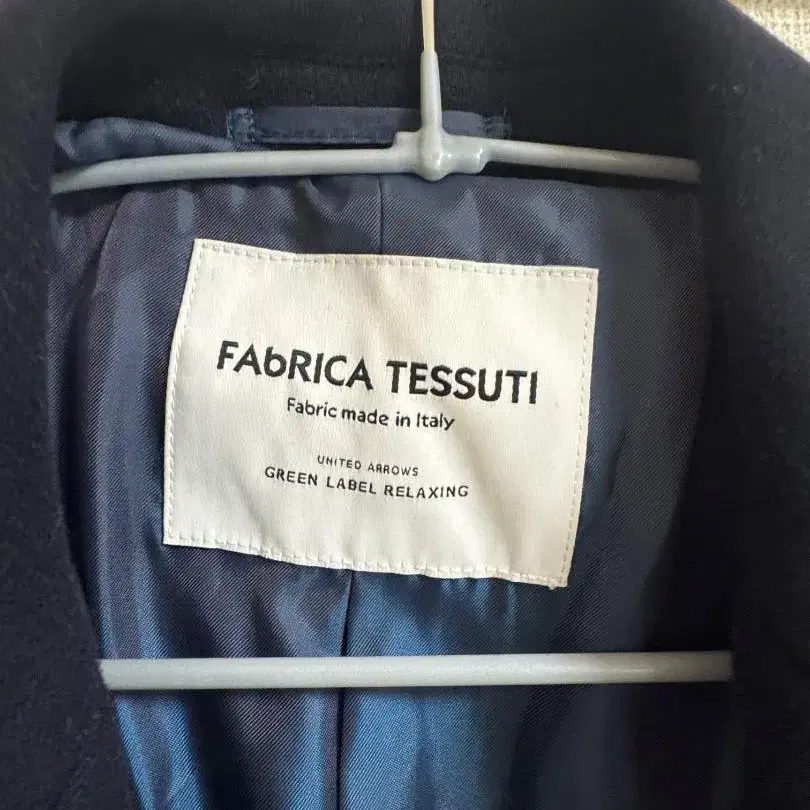 FAbRICA TESSUTI
Fabric made in Italy
UNITED ARROWS
GREEN LABEL RELAXING